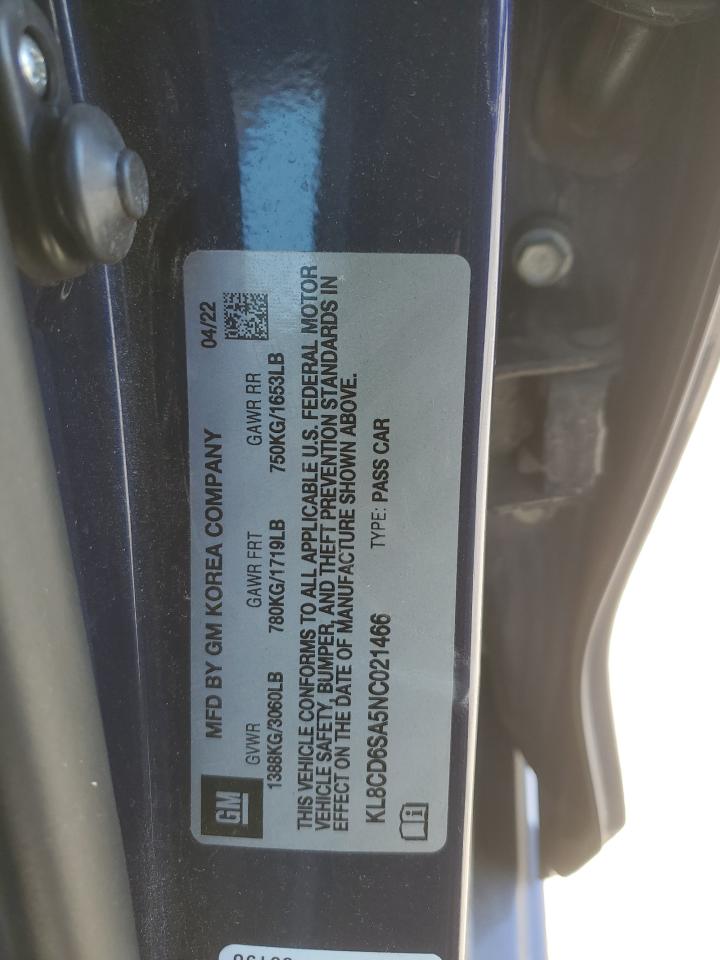 GM
MFD BY GM KOREA COMPANY 04/22
GVWR GAWR FRT GAWR RR
1388KG/3060LB 780KG/1719LB 750KG/1653LB
THIS VEHICLE CONFORMS TO ALL APPLICABLE U.S. FEDERAL MOTOR
VEHICLE SAFETY, BUMPER, AND THEFT PREVENTION STANDARDS IN
EFFECT ON THE DATE OF MANUFACTURE SHOWN ABOVE.
KL8CD6SA5NC021466 TYPE: PASS CAR